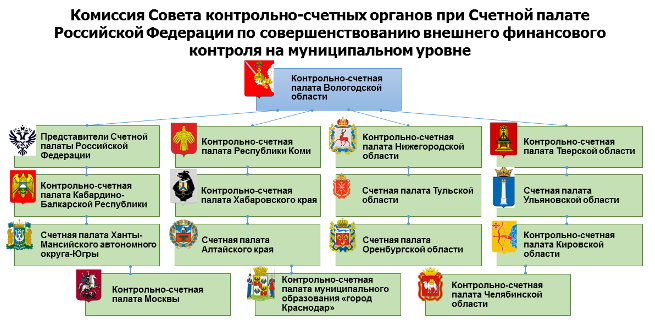 Комиссия Совета контрольно-счетных органов при Счетной палате
Российской Федерации по совершенствованию внешнего финансового
контроля на муниципальном уровне
Контрольно-счетная
палата Вологодской
области
Представители Счетной
палаты Российской
Федерации
Контрольно-счетная
палата Республики Коми
Контрольно-счетная
палата Нижегородской
области
Контрольно-счетная
палата Тверской области
Контрольно-счетная
палата Кабардино-
Балкарской Республики
Контрольно-счетная
палата Хабаровского края
Счетная палата Тульской
области
Счетная палата
Ульяновской области
Счетная палата Ханты-
Мансийского автономного
округа-Югры
Счетная палата
Алтайского края
Счетная палата
Оренбургской области
Контрольно-счетная
палата Кировской
области
Контрольно-счетная
палата Москвы
Контрольно-счетная
палата муниципального
образования «город
Краснодар»
Контрольно-счетная
палата Челябинской
области